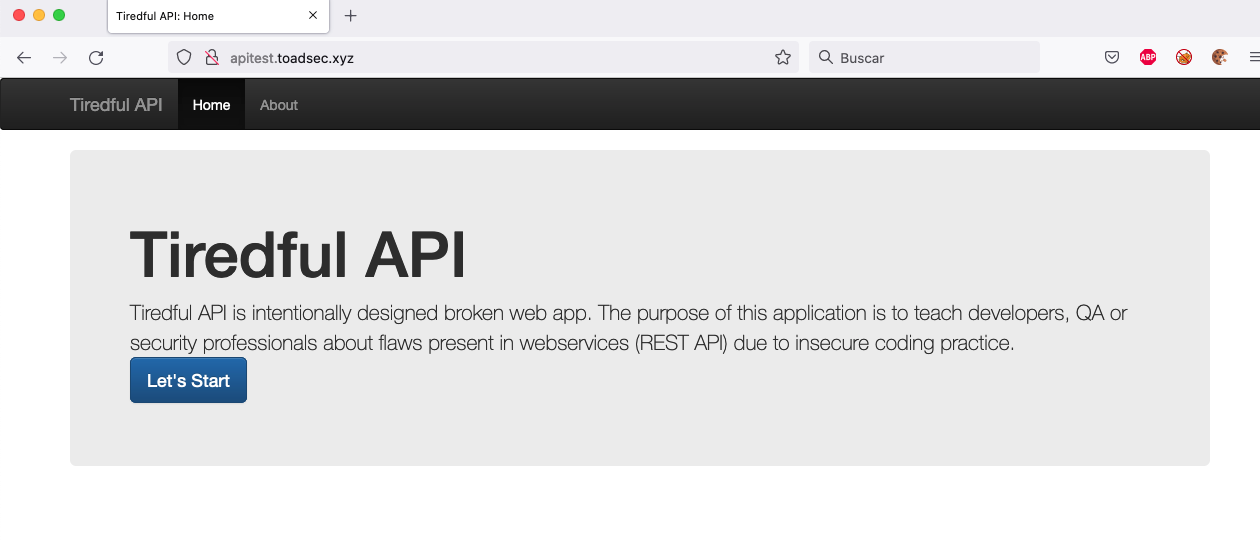 Tiredful API: Home
apitest.toadsec.xyz
Buscar
ABP
Tiredful API Home About
Tiredful API
Tiredful API is intentionally designed broken web app. The purpose of this application is to teach developers, QA or
security professionals about flaws present in webservices (REST API) due to insecure coding practice.
Let's Start